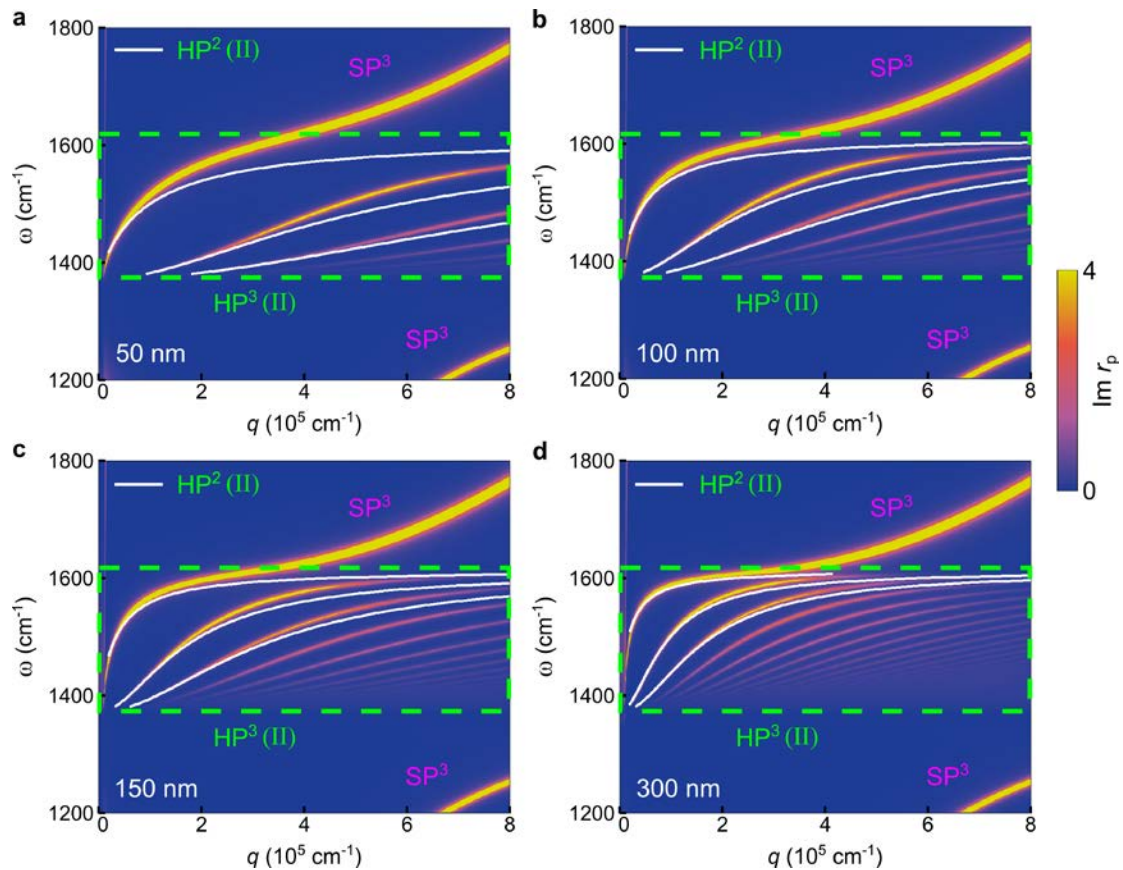 a
1800
HP² (II)
SP³
1600
ω (cm⁻¹)
1400
HP³ (II)
SP³
50 nm
1200
0 2 4 6 8
q (10⁵ cm⁻¹)
b
1800
HP² (II)
SP³
1600
ω (cm⁻¹)
1400
HP³ (II)
SP³
100 nm
1200
0 2 4 6 8
q (10⁵ cm⁻¹)
4
Im rₚ
0
c
1800
HP² (II)
SP³
1600
ω (cm⁻¹)
1400
HP³ (II)
SP³
150 nm
1200
0 2 4 6 8
q (10⁵ cm⁻¹)
d
1800
HP² (II)
SP³
1600
ω (cm⁻¹)
1400
HP³ (II)
SP³
300 nm
1200
0 2 4 6 8
q (10⁵ cm⁻¹)